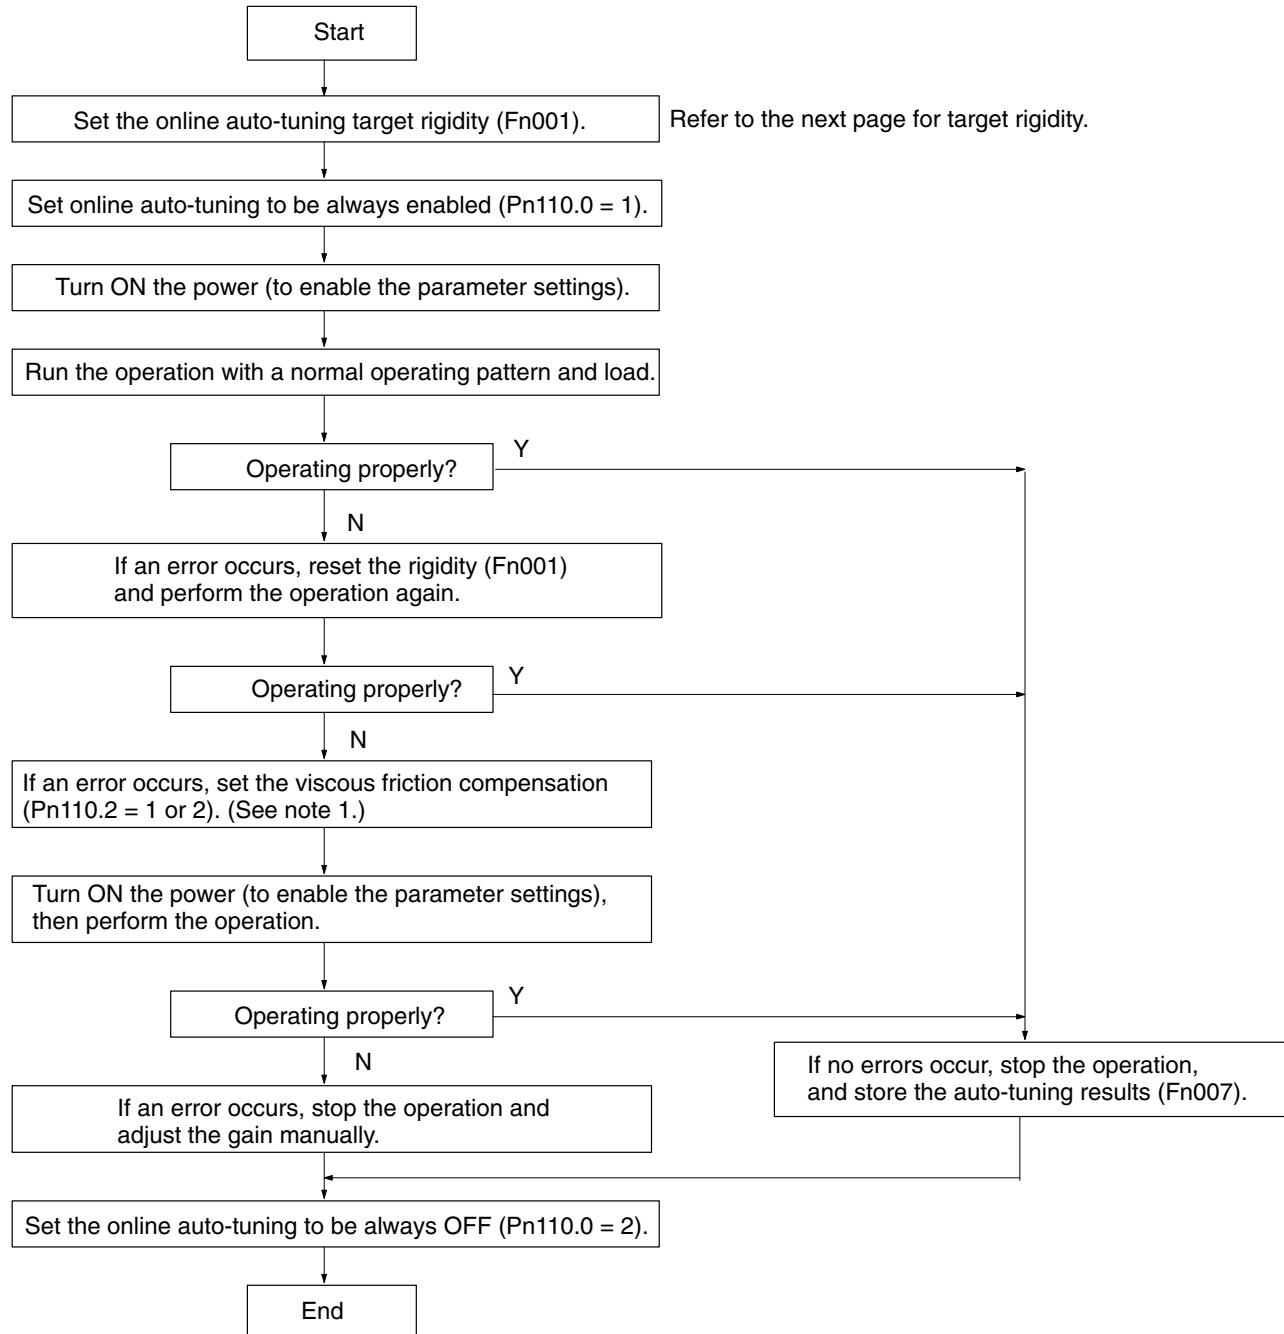 Start
Set the online auto-tuning target rigidity (Fn001).
Refer to the next page for target rigidity.
Set online auto-tuning to be always enabled (Pn110.0 = 1).
Turn ON the power (to enable the parameter settings).
Run the operation with a normal operating pattern and load.
Operating properly?
Y
N
If an error occurs, reset the rigidity (Fn001)
and perform the operation again.
Operating properly?
Y
N
If an error occurs, set the viscous friction compensation
(Pn110.2 = 1 or 2). (See note 1.)
Turn ON the power (to enable the parameter settings),
then perform the operation.
Operating properly?
Y
N
If no errors occur, stop the operation,
and store the auto-tuning results (Fn007).
If an error occurs, stop the operation and
adjust the gain manually.
Set the online auto-tuning to be always OFF (Pn110.0 = 2).
End